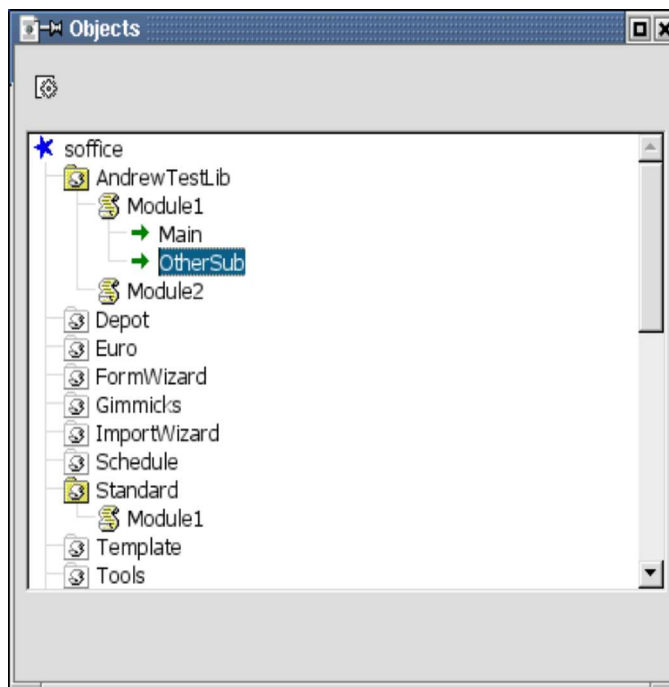 Objects
soffice
AndrewTestLib
Module1
Main
OtherSub
Module2
Depot
Euro
FormWizard
Gimmicks
ImportWizard
Schedule
Standard
Module1
Template
Tools